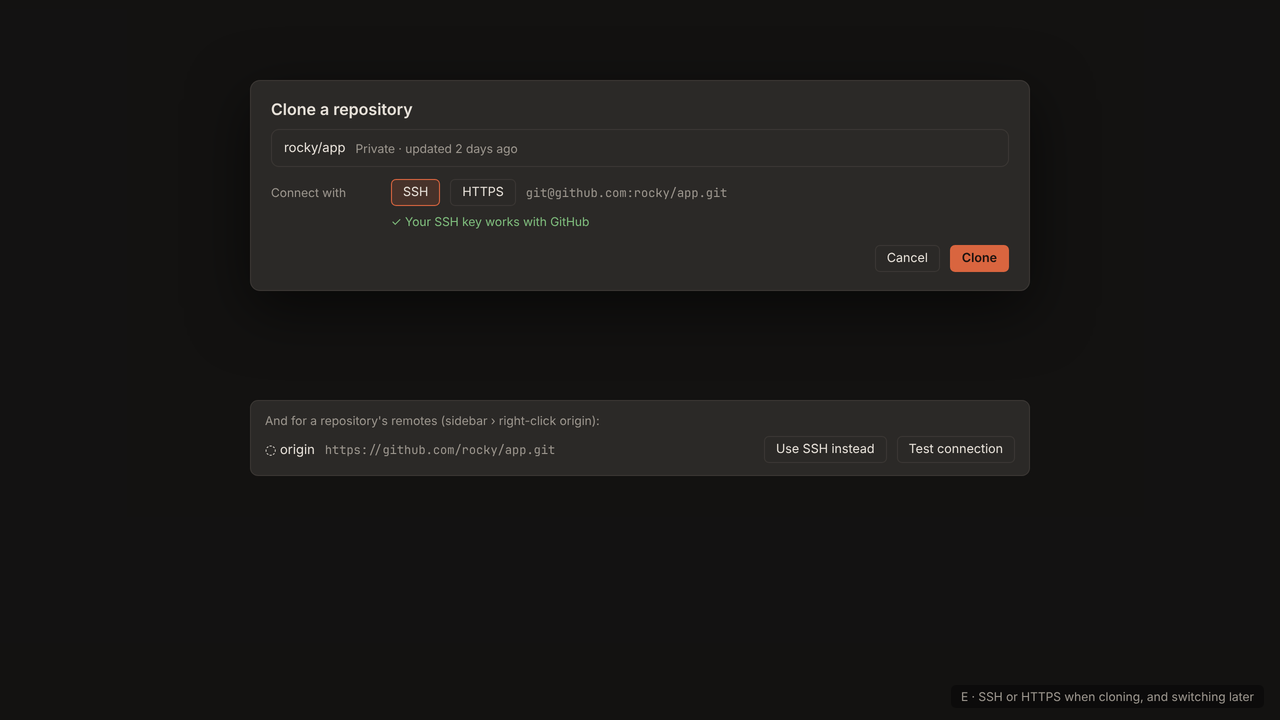 Clone a repository
rocky/app Private · updated 2 days ago
Connect with SSH HTTPS git@github.com:rocky/app.git
✓ Your SSH key works with GitHub
Cancel Clone
And for a repository's remotes (sidebar › right-click origin):
origin https://github.com/rocky/app.git Use SSH instead Test connection
E · SSH or HTTPS when cloning, and switching later